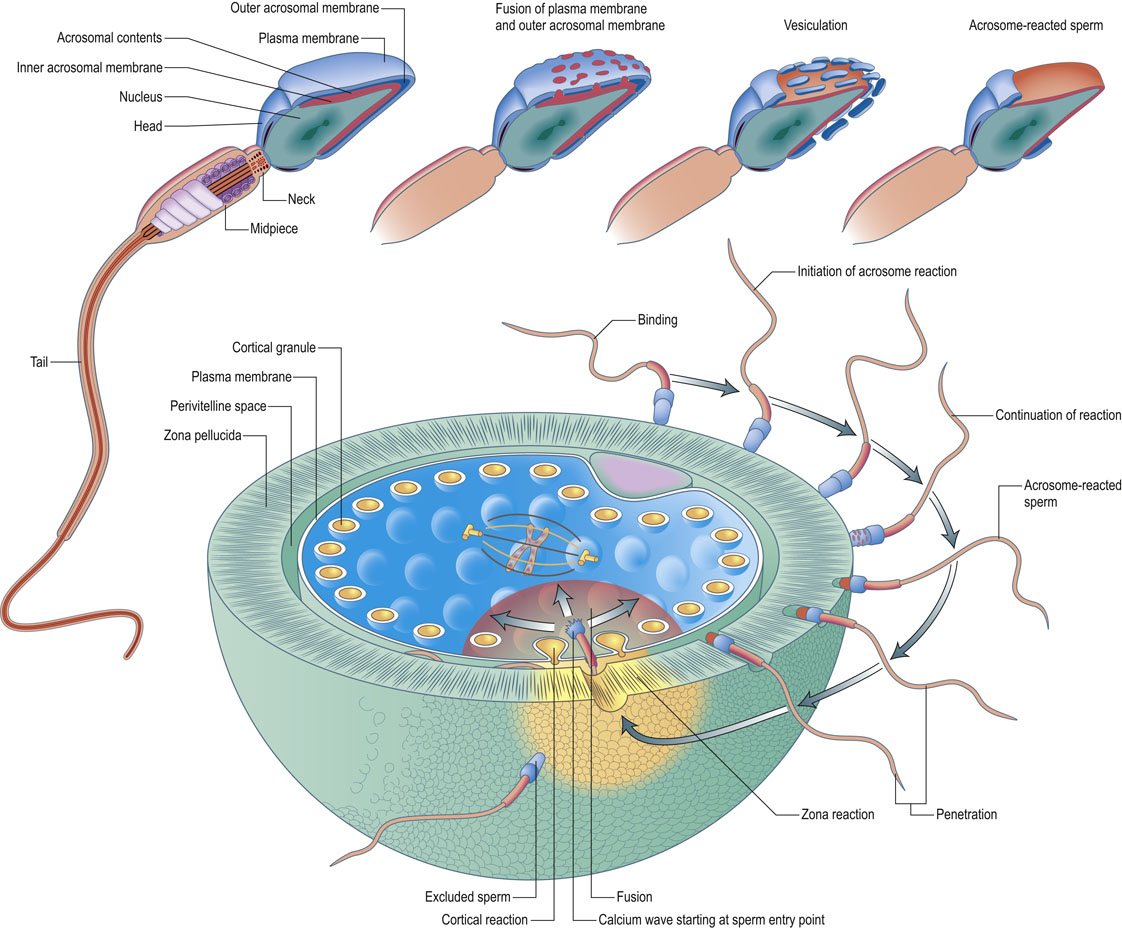 Outer acrosomal membrane
Acrosomal contents
Plasma membrane
Inner acrosomal membrane
Nucleus
Head
Neck
Midpiece
Tail
Fusion of plasma membrane
and outer acrosomal membrane
Vesiculation
Acrosome-reacted sperm
Initiation of acrosome reaction
Binding
Cortical granule
Plasma membrane
Perivitelline space
Zona pellucida
Continuation of reaction
Acrosome-reacted
sperm
Zona reaction
Penetration
Excluded sperm
Fusion
Cortical reaction
Calcium wave starting at sperm entry point